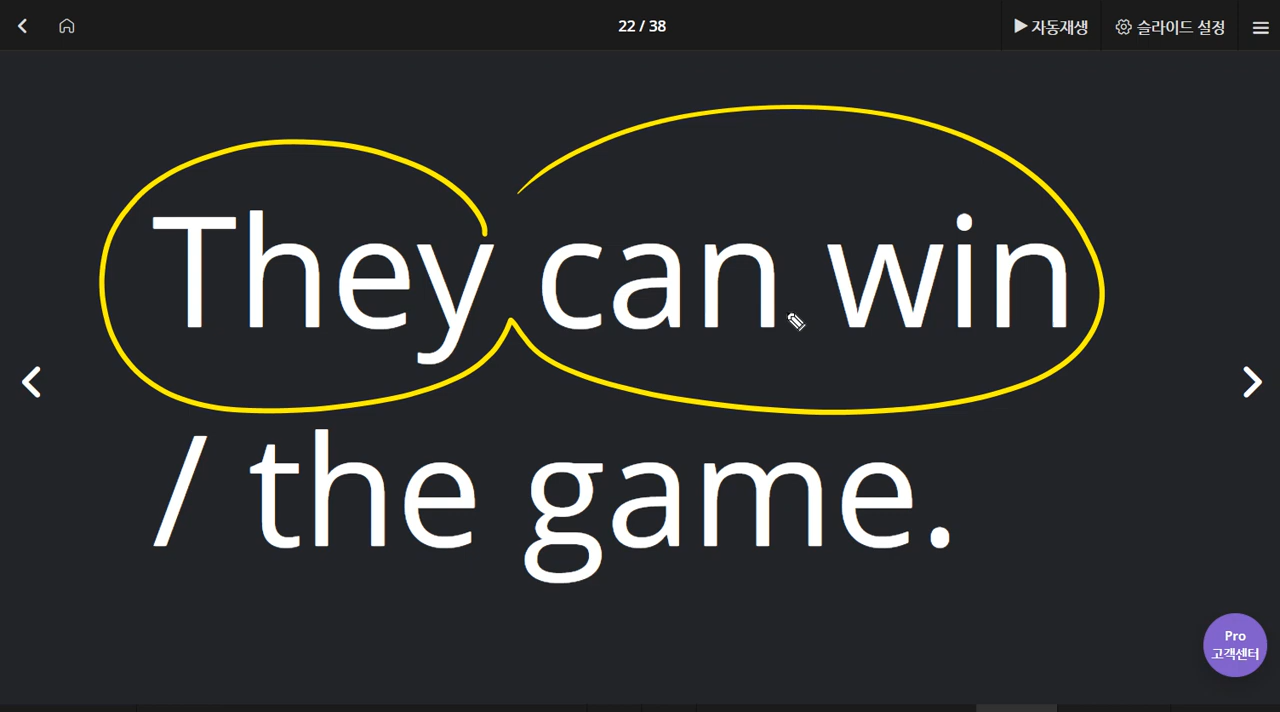 22 / 38
자동재생
슬라이드 설정
They can win
/ the game.
Pro
고객센터